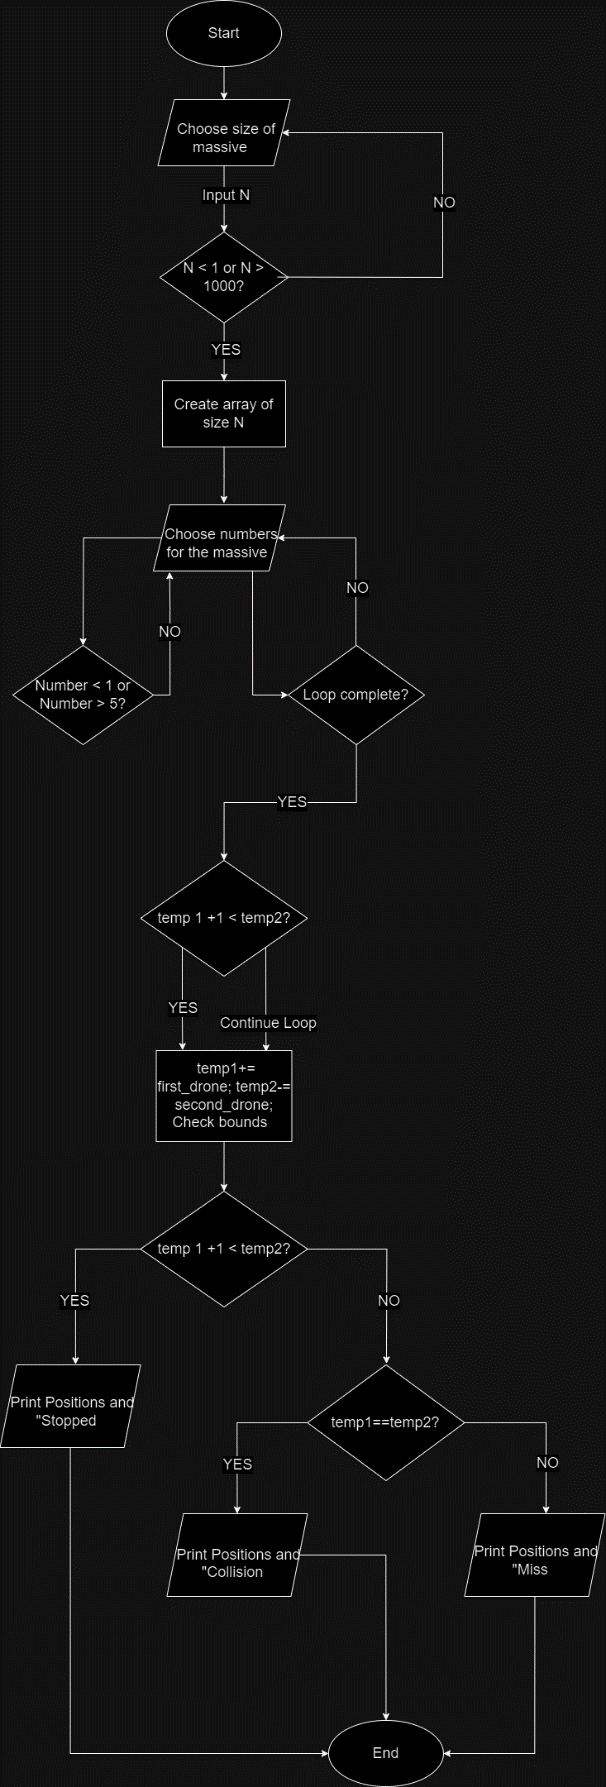 Start
Choose size of
massive
Input N
NO
N < 1 or N >
1000?
YES
Create array of
size N
Choose numbers
for the massive
NO
NO
Number < 1 or
Number > 5?
Loop complete?
YES
temp 1 +1 < temp2?
YES
Continue Loop
temp1+=
first_drone; temp2-=
second_drone;
Check bounds
temp 1 +1 < temp2?
YES
NO
Print Positions and
"Stopped
temp1==temp2?
YES
NO
Print Positions and
"Collision
Print Positions and
"Miss
End